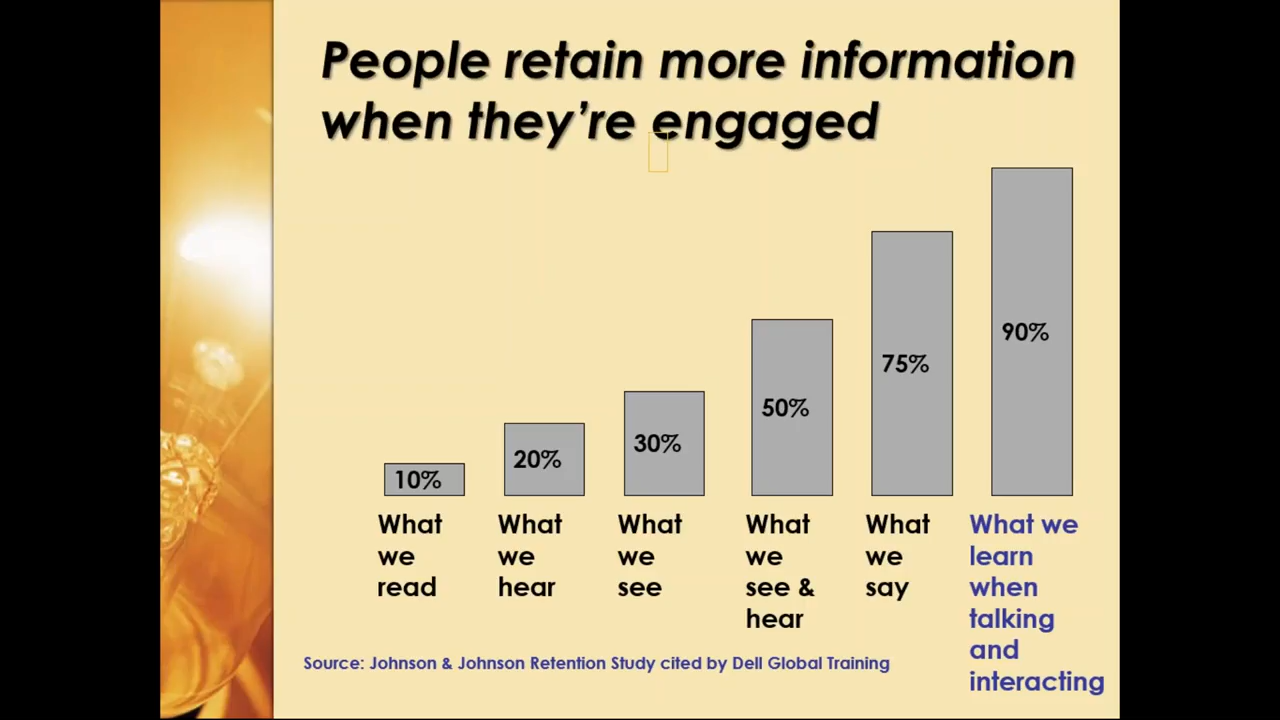 People retain more information
when they're engaged
10%
20%
30%
50%
75%
90%
What
we
read
What
we
hear
What
we
see
What
we
see &
hear
What
we
say
What we
learn
when
talking
and
interacting
Source: Johnson & Johnson Retention Study cited by Dell Global Training